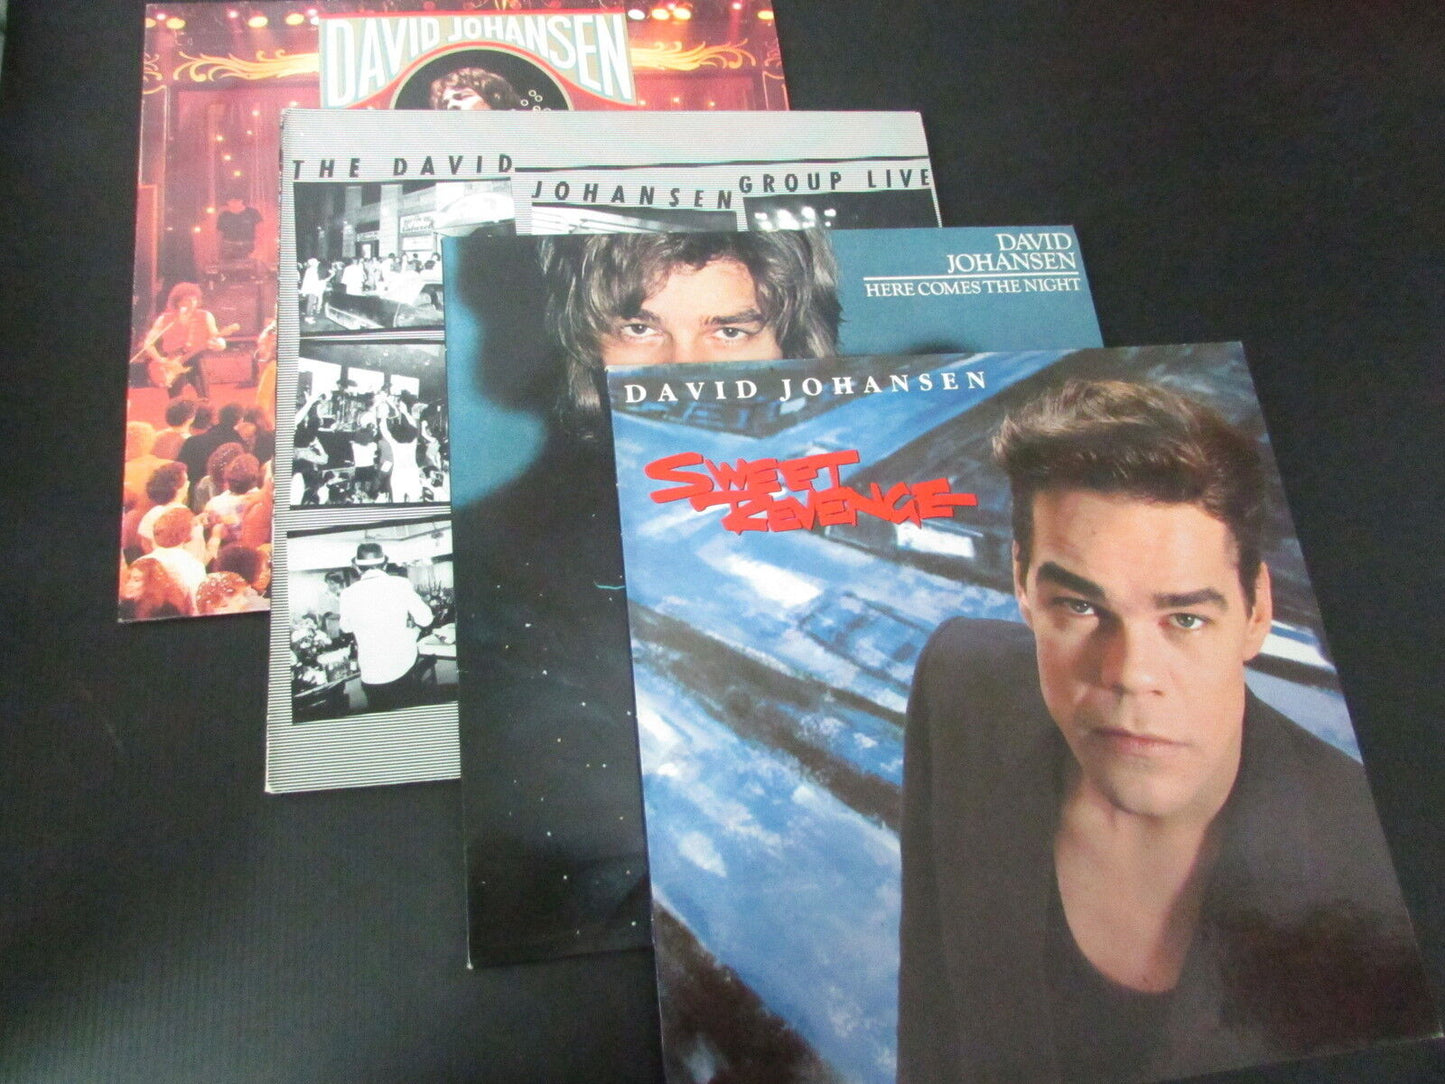 DAVID JOHANSEN
THE DAVID JOHANSEN GROUP LIVE
DAVID
JOHANSEN
HERE COMES THE NIGHT
DAVID JOHANSEN
SWEET
REVENGE